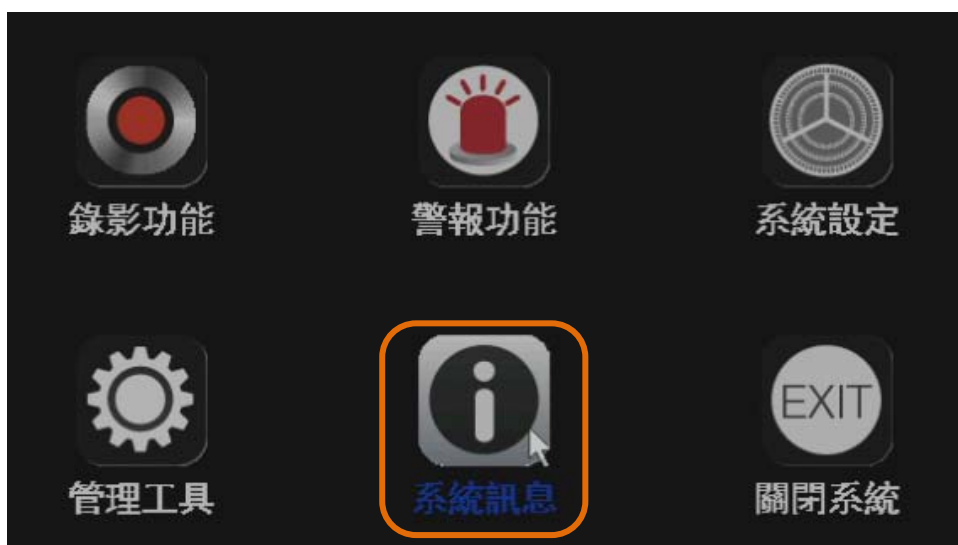 錄影功能
警報功能
系統設定
EXIT
管理工具
系統訊息
關閉系統